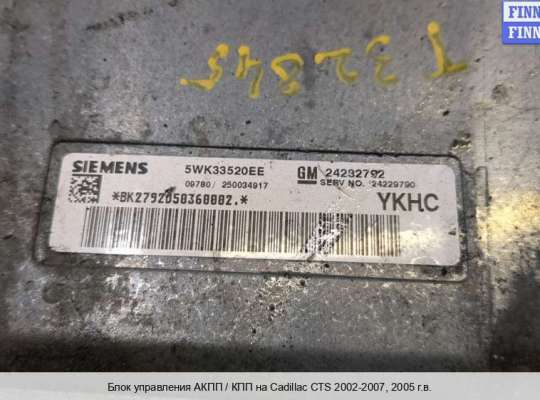 FINN
FINN
T32845
SIEMENS 5WK33520EE GM 24232792
09780/ 250034917 SERV NO. 24229790
*BK2792050360002.* YKHC
Блок управления АКПП / КПП на Cadillac CTS 2002-2007, 2005 г.в.